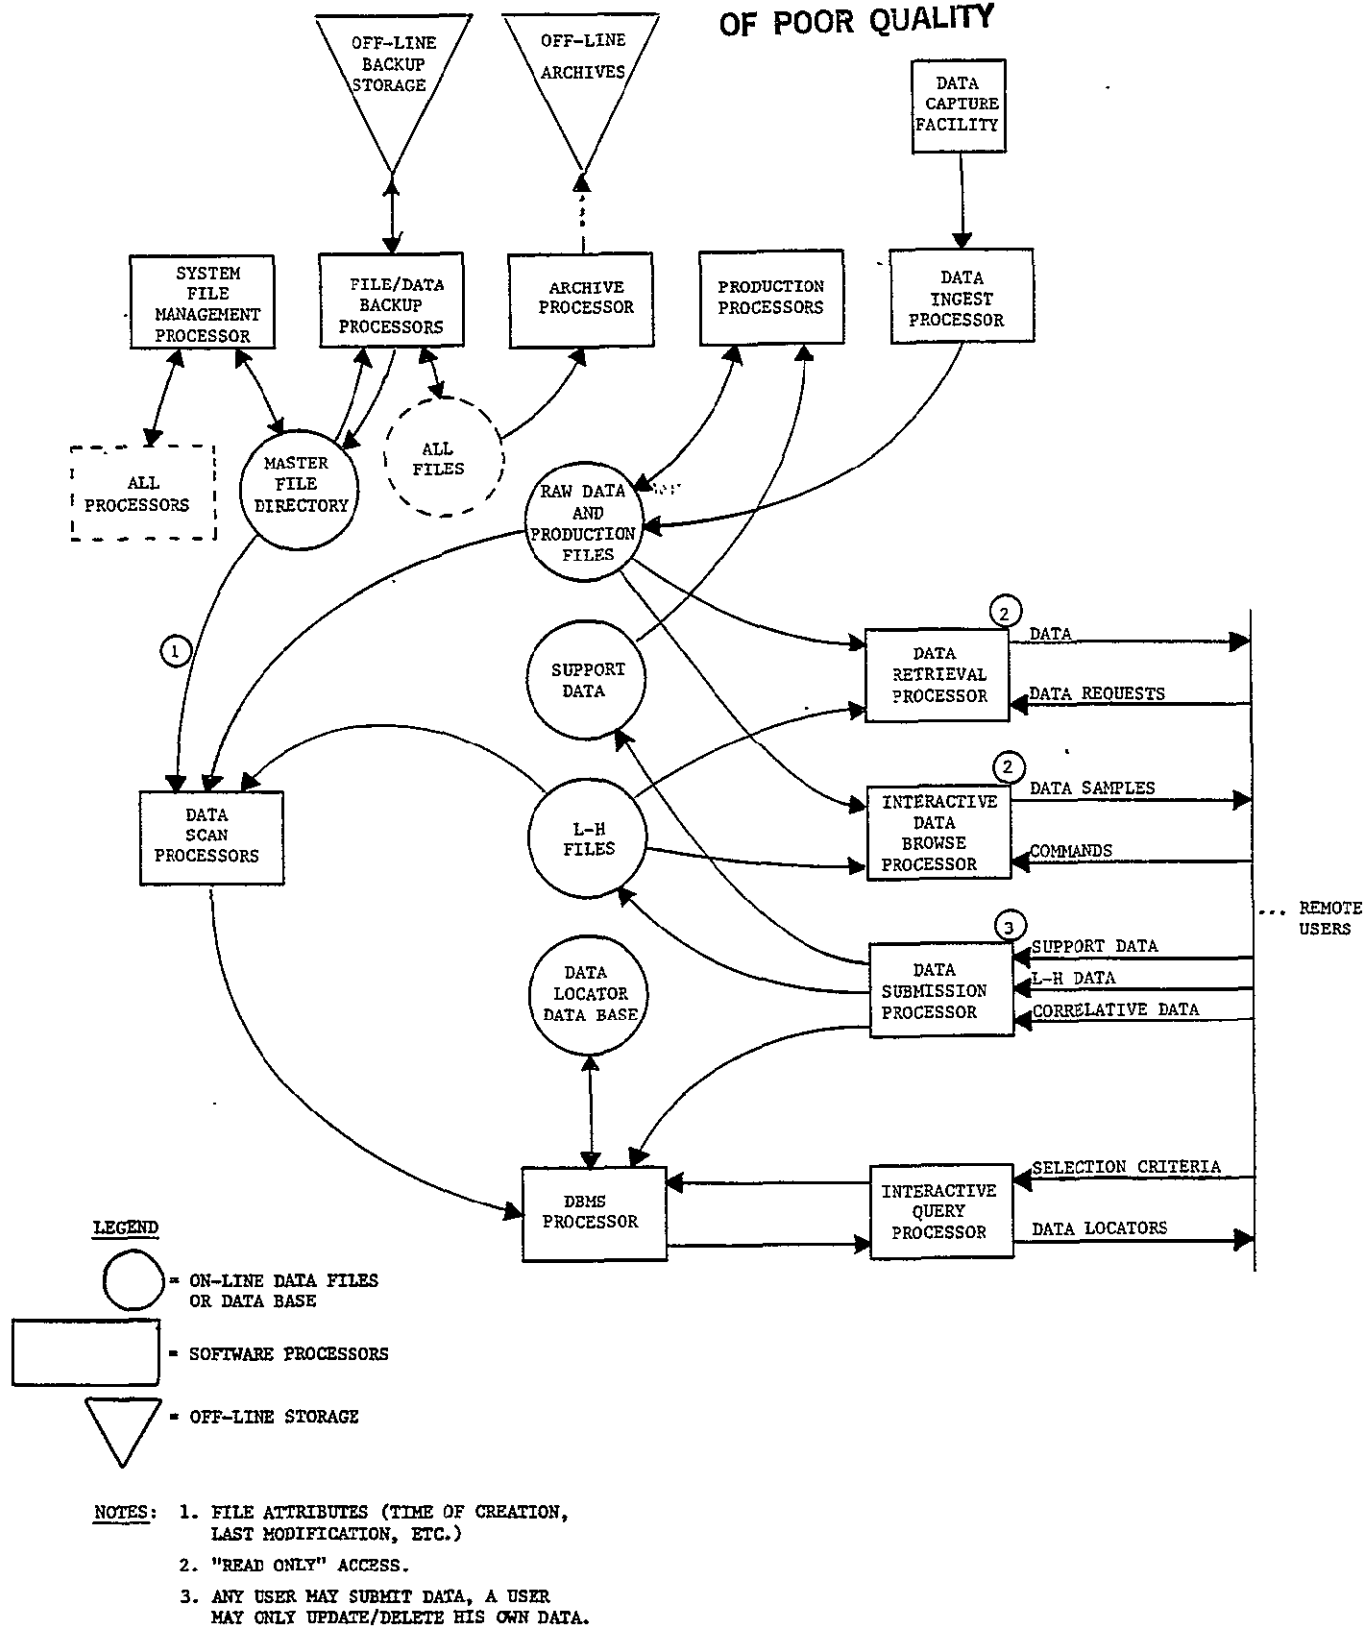 OF POOR QUALITY
OFF-LINE
BACKUP
STORAGE
OFF-LINE
ARCHIVES
DATA
CAPTURE
FACILITY
SYSTEM
FILE
MANAGEMENT
PROCESSOR
FILE/DATA
BACKUP
PROCESSORS
ARCHIVE
PROCESSOR
PRODUCTION
PROCESSORS
DATA
INGEST
PROCESSOR
ALL
PROCESSORS
MASTER
FILE
DIRECTORY
ALL
FILES
RAW DATA
AND
PRODUCTION
FILES
1
SUPPORT
DATA
2
DATA
RETRIEVAL
PROCESSOR
DATA
DATA REQUESTS
DATA
SCAN
PROCESSORS
L-H
FILES
2
INTERACTIVE
DATA
BROWSE
PROCESSOR
DATA SAMPLES
COMMANDS
... REMOTE
USERS
DATA
LOCATOR
DATA BASE
3
DATA
SUBMISSION
PROCESSOR
SUPPORT DATA
L-H DATA
CORRELATIVE DATA
DBMS
PROCESSOR
INTERACTIVE
QUERY
PROCESSOR
SELECTION CRITERIA
DATA LOCATORS
LEGEND
= ON-LINE DATA FILES
OR DATA BASE
= SOFTWARE PROCESSORS
= OFF-LINE STORAGE
NOTES: 1. FILE ATTRIBUTES (TIME OF CREATION,
LAST MODIFICATION, ETC.)
2. "READ ONLY" ACCESS.
3. ANY USER MAY SUBMIT DATA, A USER
MAY ONLY UPDATE/DELETE HIS OWN DATA.